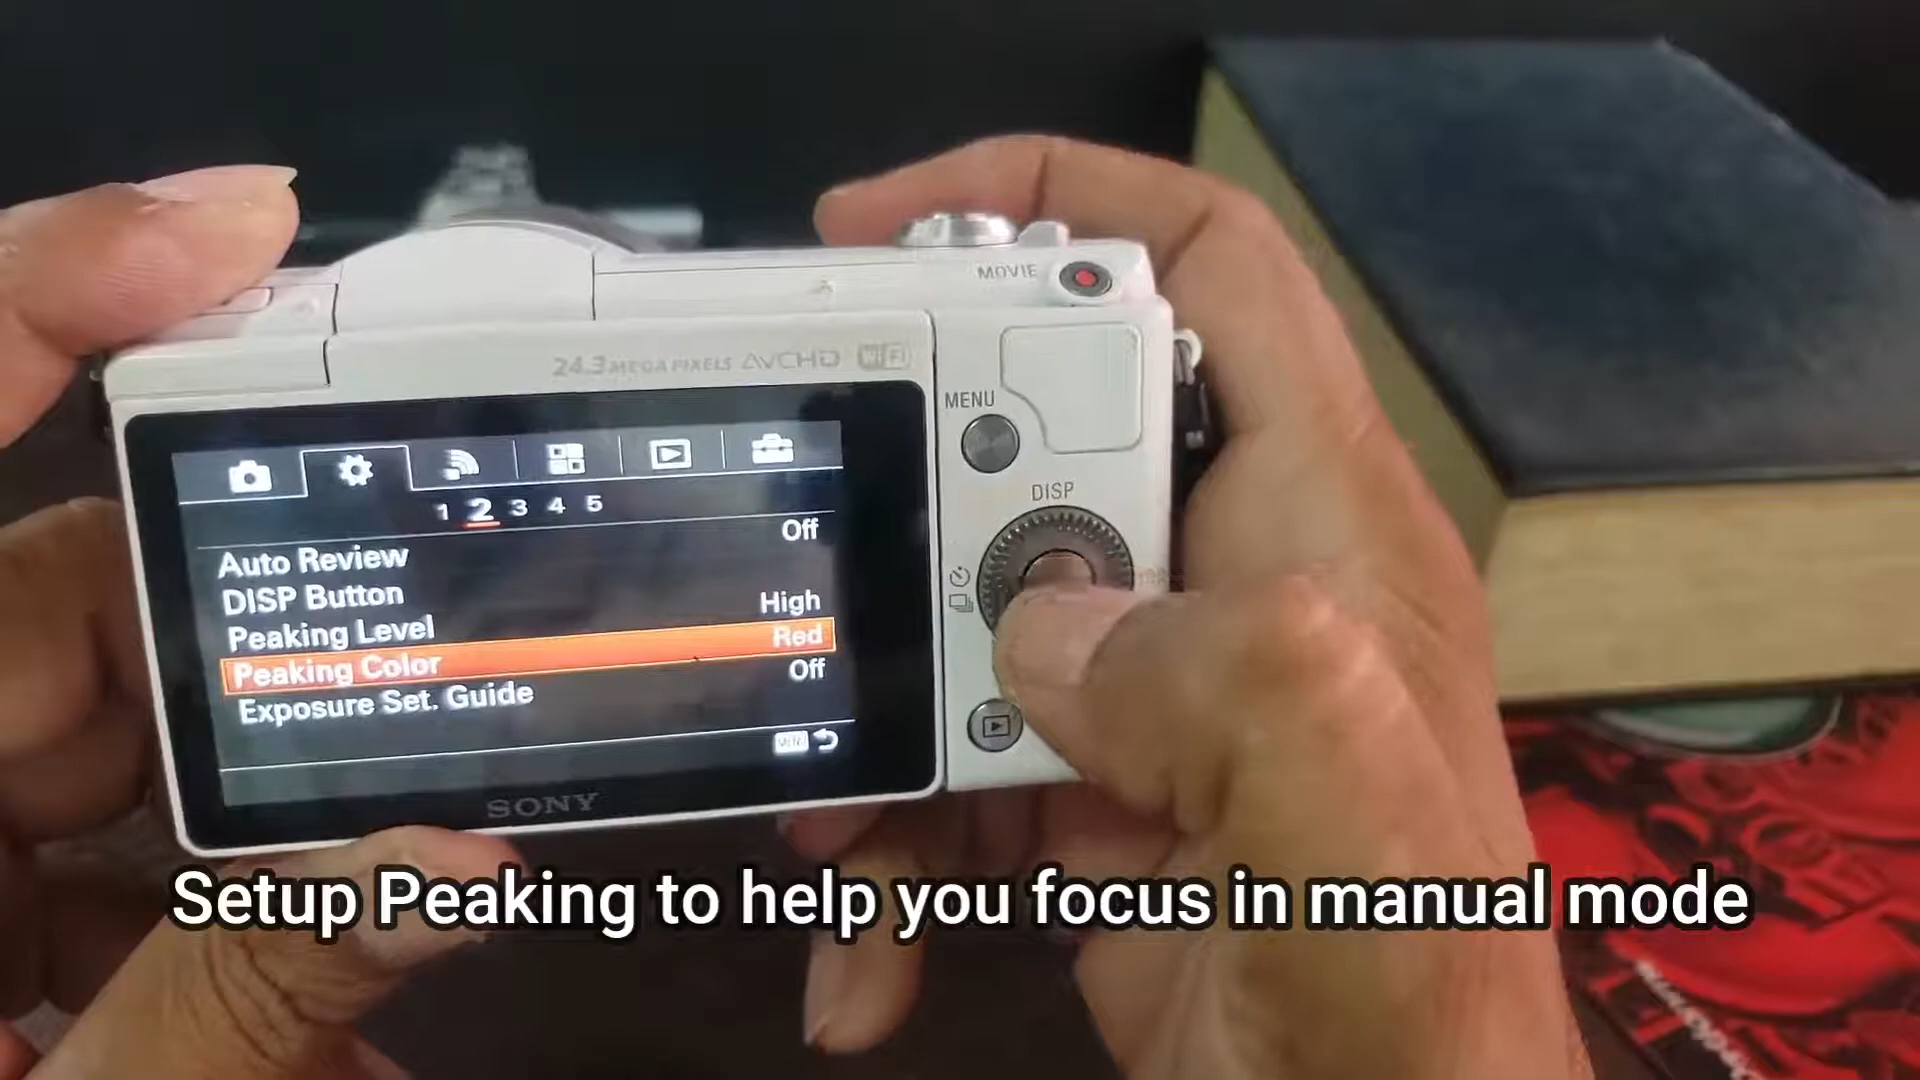 MOVIE
24.3 MEGA PIXELS AVCHD WiFi
MENU
DISP
1 2 3 4 5
Off
Auto Review
DISP Button
High
Peaking Level
Red
Peaking Color
Off
Exposure Set. Guide
MENU
SONY
Setup Peaking to help you focus in manual mode